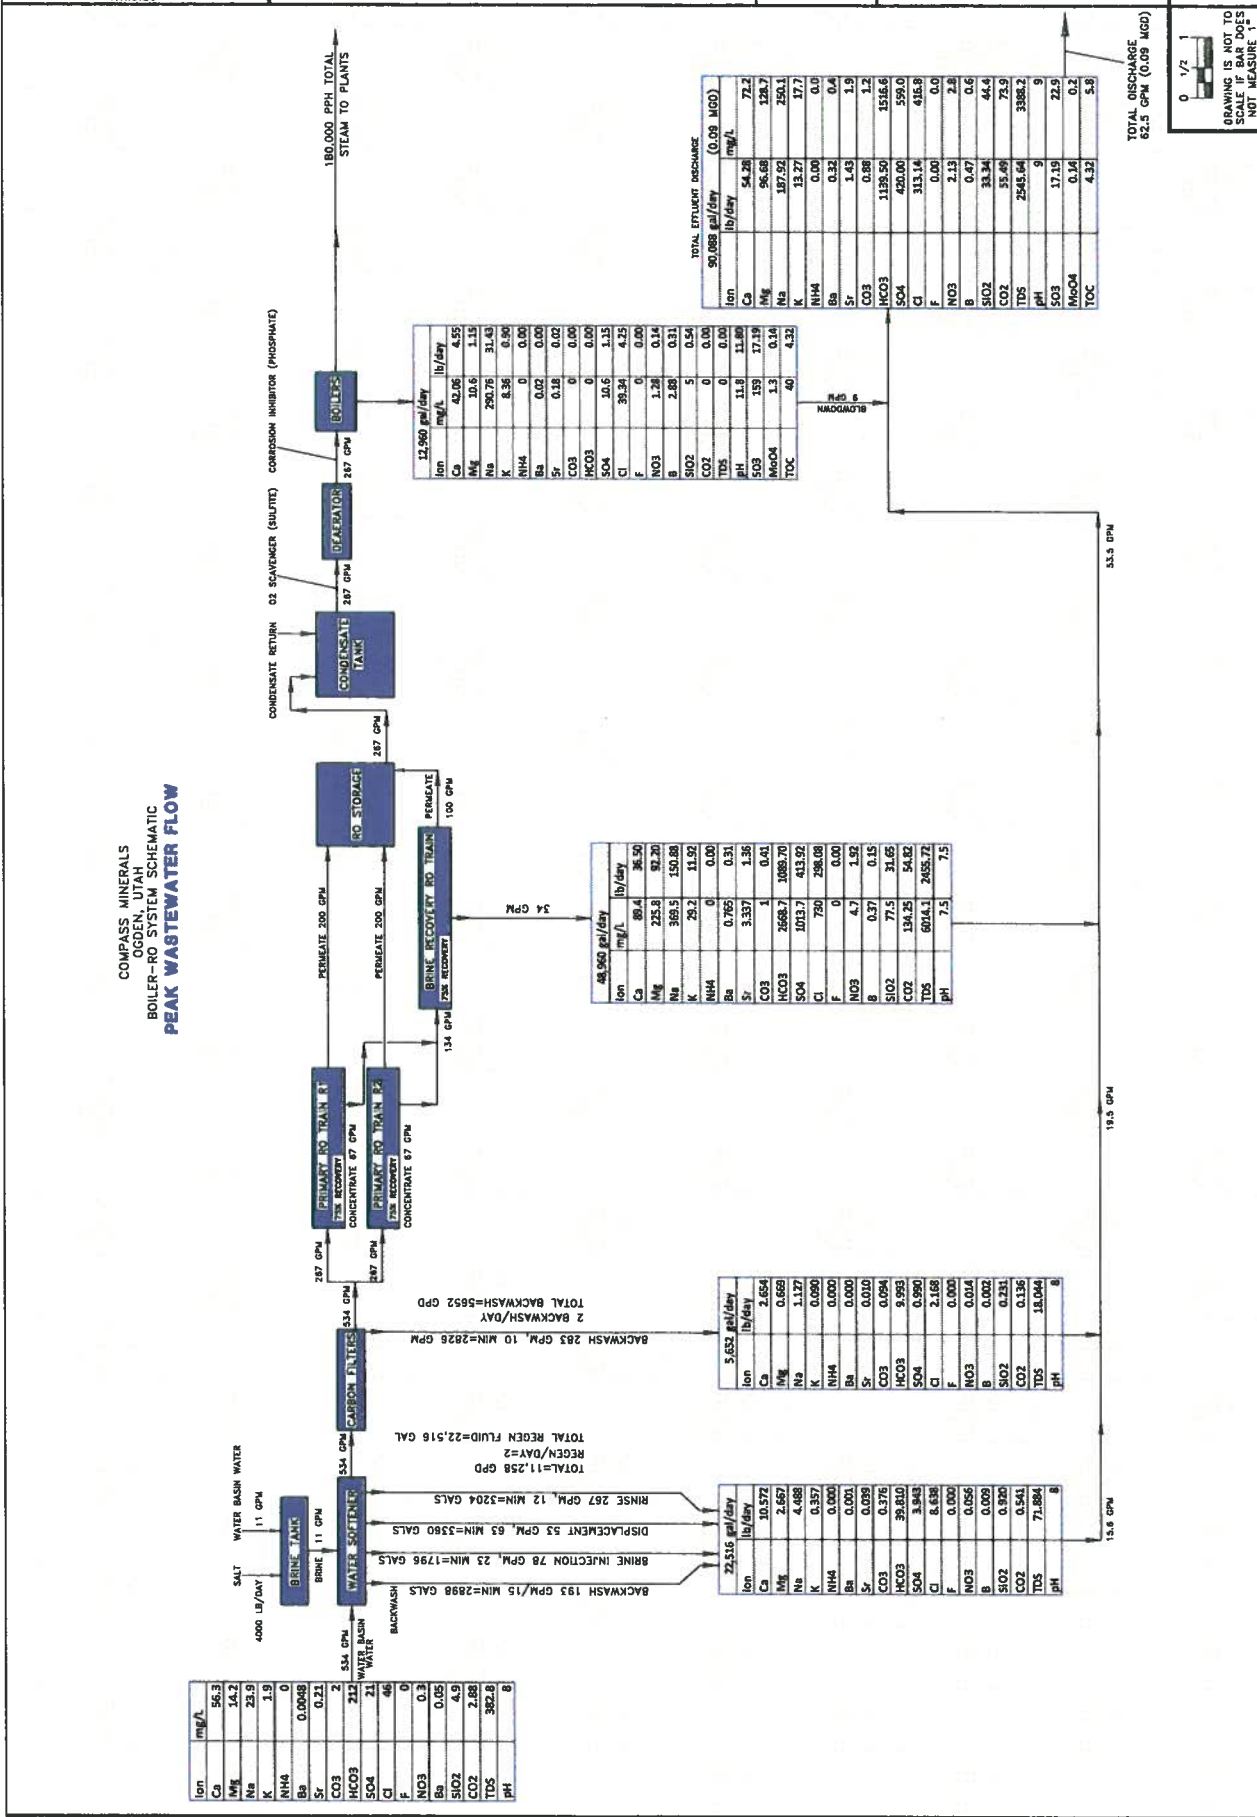 COMPASS MINERALS
OGDEN, UTAH
BOILER-RO SYSTEM SCHEMATIC
PEAK WASTEWATER FLOW
Ion mg/L
Ca 56.3
Mg 14.2
Na 23.9
K 1.9
NH4 0
Ba 0.0048
Sr 0.21
CO3 2
HCO3 212
SO4 21
Cl 46
F 0
NO3 0.3
Ba 0.05
SiO2 4.9
CO2 2.88
TDS 382.8
pH 8
534 GPM
WATER BASIN
WATER
SALT
4000 LB/DAY
WATER BASIN WATER
11 GPM
BRINE TANK
BRINE 11 GPM
WATER SOFTENER
BACKWASH
BACKWASH 193 GPM/15 MIN=2898 GALS
BRINE INJECTION 78 GPM, 23 MIN=1796 GALS
DISPLACEMENT 53 GPM, 63 MIN=3360 GALS
RINSE 267 GPM, 12 MIN=3204 GALS
TOTAL=11,258 GPD
REGEN/DAY=2
TOTAL REGEN FLUID=22,516 GAL
22,516 gal/day
Ion lb/day
Ca 10.572
Mg 2.667
Na 4.488
K 0.357
NH4 0.000
Ba 0.001
Sr 0.039
CO3 0.376
HCO3 39.810
SO4 3.943
Cl 8.638
F 0.000
NO3 0.056
B 0.009
SiO2 0.920
CO2 0.541
TDS 71.884
pH 8
15.6 GPM
534 GPM
CARBON FILTERS
534 GPM
BACKWASH 283 GPM, 10 MIN=2826 GPM
2 BACKWASH/DAY
TOTAL BACKWASH=5652 GPD
5,652 gal/day
Ion lb/day
Ca 2.654
Mg 0.669
Na 1.127
K 0.090
NH4 0.000
Ba 0.000
Sr 0.010
CO3 0.094
HCO3 9.993
SO4 0.990
Cl 2.168
F 0.000
NO3 0.014
B 0.002
SiO2 0.231
CO2 0.136
TDS 18.044
pH 8
19.5 GPM
267 GPM
267 GPM
PRIMARY RO TRAIN R1
75% RECOVERY
CONCENTRATE 67 GPM
PRIMARY RO TRAIN R2
75% RECOVERY
CONCENTRATE 67 GPM
PERMEATE 200 GPM
PERMEATE 200 GPM
134 GPM
BRINE RECOVERY RO TRAIN
75% RECOVERY
PERMEATE
100 GPM
34 GPM
48,960 gal/day
Ion mg/L lb/day
Ca 89.4 36.50
Mg 225.8 92.20
Na 369.5 150.88
K 29.2 11.92
NH4 0 0.00
Ba 0.765 0.31
Sr 3.337 1.36
CO3 1 0.41
HCO3 2668.7 1089.70
SO4 1013.7 413.92
Cl 730 298.08
F 0 0.00
NO3 4.7 1.92
B 0.37 0.15
SiO2 77.5 31.65
CO2 134.25 54.82
TDS 6014.1 2455.72
pH 7.5 7.5
53.5 GPM
RO STORAGE
267 GPM
CONDENSATE RETURN
CONDENSATE
TANK
O2 SCAVENGER (SULFITE)
267 GPM
DEAERATOR
CORROSION INHIBITOR (PHOSPHATE)
267 GPM
BOILERS
180,000 PPH TOTAL
STEAM TO PLANTS
12,960 gal/day
Ion mg/L lb/day
Ca 42.06 4.55
Mg 10.6 1.15
Na 290.76 31.43
K 8.36 0.90
NH4 0 0.00
Ba 0.02 0.00
Sr 0.18 0.02
CO3 0 0.00
HCO3 0 0.00
SO4 10.6 1.15
Cl 39.34 4.25
F 0 0.00
NO3 1.28 0.14
B 2.88 0.31
SiO2 5 0.54
CO2 0 0.00
TDS 0 0.00
pH 11.8 11.80
SO3 159 17.19
MoO4 1.3 0.14
TOC 40 4.32
BLOWDOWN
9 GPM
TOTAL EFFLUENT DISCHARGE
90,088 gal/day (0.09 MGD)
Ion lb/day mg/L
Ca 54.28 72.2
Mg 96.68 128.7
Na 187.92 250.1
K 13.27 17.7
NH4 0.00 0.0
Ba 0.32 0.4
Sr 1.43 1.9
CO3 0.88 1.2
HCO3 1139.50 1516.6
SO4 420.00 559.0
Cl 313.14 416.8
F 0.00 0.0
NO3 2.13 2.8
B 0.47 0.6
SiO2 33.34 44.4
CO2 55.49 73.9
TDS 2545.64 3388.2
pH 9 9
SO3 17.19 22.9
MoO4 0.14 0.2
TOC 4.32 5.8
TOTAL DISCHARGE
62.5 GPM (0.09 MGD)
0 1/2 1
DRAWING IS NOT TO
SCALE IF BAR DOES
NOT MEASURE 1"